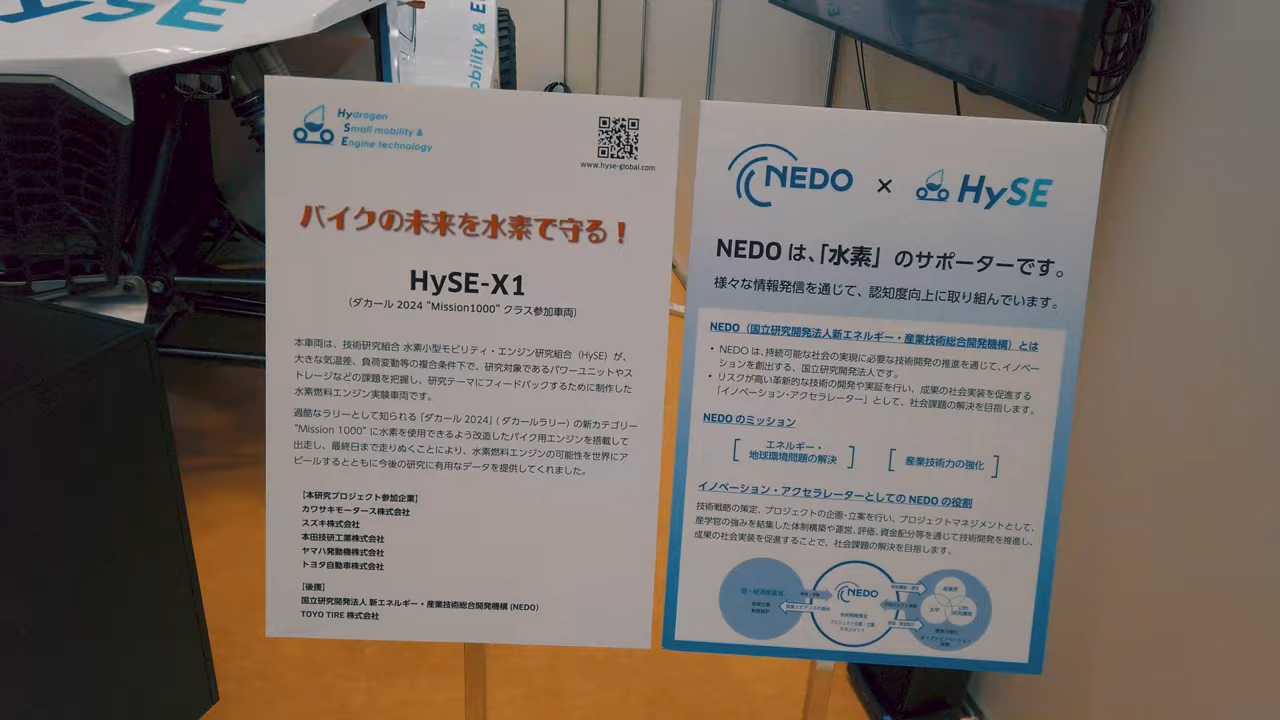 ySE
obility & E
Hydrogen
Small mobility &
Engine technology
www.hyse-global.com
バイクの未来を水素で守る！
HySE-X1
（ダカール 2024 "Mission1000" クラス参加車両）
本車両は、技術研究組合 水素小型モビリティ・エンジン研究組合（HySE）が、
大きな気温差、負荷変動等の複合条件下で、研究対象であるパワーユニットやス
トレージなどの課題を把握し、研究テーマにフィードバックするために制作した
水素燃料エンジン実験車両です。
過酷なラリーとして知られる「ダカール 2024」（ダカールラリー）の新カテゴリー
"Mission 1000" に水素を使用できるよう改造したバイク用エンジンを搭載して
出走し、最終日まで走りぬくことにより、水素燃料エンジンの可能性を世界にア
ピールするとともに今後の研究に有用なデータを提供してくれました。
［本研究プロジェクト参加企業］
カワサキモータース株式会社
スズキ株式会社
本田技研工業株式会社
ヤマハ発動機株式会社
トヨタ自動車株式会社
［後援］
国立研究開発法人 新エネルギー・産業技術総合開発機構 (NEDO)
TOYO TIRE 株式会社
NEDO × HySE
NEDO は、「水素」のサポーターです。
様々な情報発信を通じて、認知度向上に取り組んでいます。
NEDO（国立研究開発法人新エネルギー・産業技術総合開発機構）とは
・NEDO は、持続可能な社会の実現に必要な技術開発の推進を通じて、イノベー
ションを創出する、国立研究開発法人です。
・リスクが高い革新的な技術の開発や実証を行い、成果の社会実装を促進する
「イノベーション・アクセラレーター」として、社会課題の解決を目指します。
NEDO のミッション
エネルギー・
地球環境問題の解決
産業技術力の強化
イノベーション・アクセラレーターとしての NEDO の役割
技術戦略の策定、プロジェクトの企画・立案を行い、プロジェクトマネジメントとして、
産学官の強みを結集した体制構築や運営、評価、資金配分等を通じて技術開発を推進し、
成果の社会実装を促進することで、社会課題の解決を目指します。
国・経済産業省
NEDO
産業界
大学
公的
研究機関